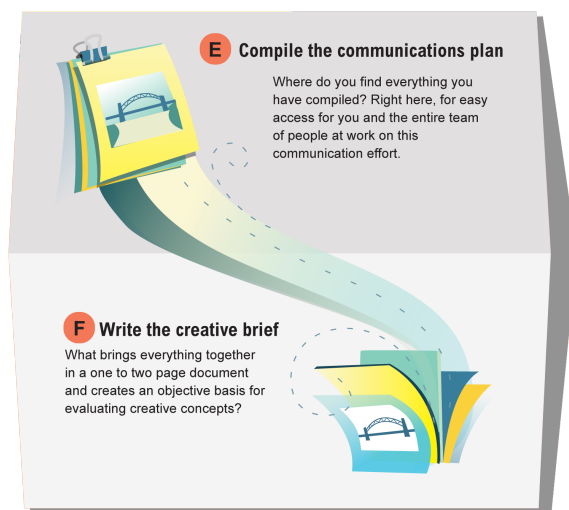 E Compile the communications plan
Where do you find everything you
have compiled? Right here, for easy
access for you and the entire team
of people at work on this
communication effort.
F Write the creative brief
What brings everything together
in a one to two page document
and creates an objective basis for
evaluating creative concepts?